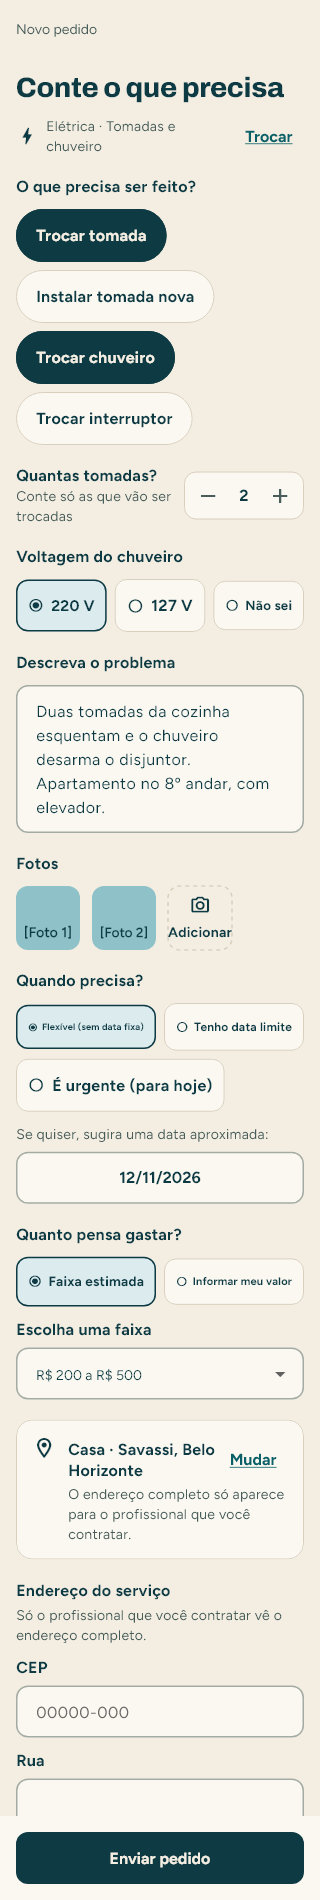 Novo pedido
Conte o que precisa
Elétrica · Tomadas e
chuveiro
Trocar
O que precisa ser feito?
Trocar tomada
Instalar tomada nova
Trocar chuveiro
Trocar interruptor
Quantas tomadas?
Conte só as que vão ser
trocadas
2
Voltagem do chuveiro
220 V
127 V
Não sei
Descreva o problema
Duas tomadas da cozinha
esquentam e o chuveiro
desarma o disjuntor.
Apartamento no 8º andar, com
elevador.
Fotos
[Foto 1]
[Foto 2]
Adicionar
Quando precisa?
Flexível (sem data fixa)
Tenho data limite
É urgente (para hoje)
Se quiser, sugira uma data aproximada:
12/11/2026
Quanto pensa gastar?
Faixa estimada
Informar meu valor
Escolha uma faixa
R$ 200 a R$ 500
Casa · Savassi, Belo
Horizonte
Mudar
O endereço completo só aparece
para o profissional que você
contratar.
Endereço do serviço
Só o profissional que você contratar vê o
endereço completo.
CEP
00000-000
Rua
Enviar pedido